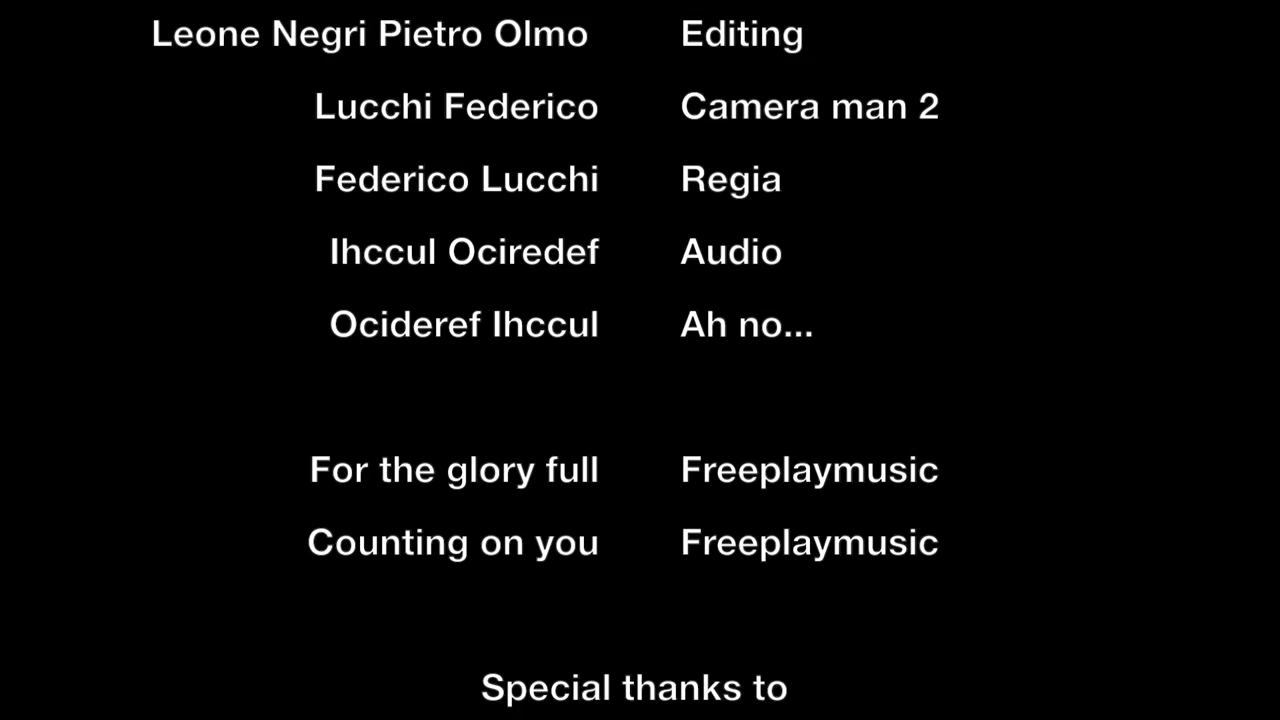 Leone Negri Pietro Olmo Editing
Lucchi Federico Camera man 2
Federico Lucchi Regia
Ihccul Ociredef Audio
Ocideref Ihccul Ah no...
For the glory full Freeplaymusic
Counting on you Freeplaymusic
Special thanks to